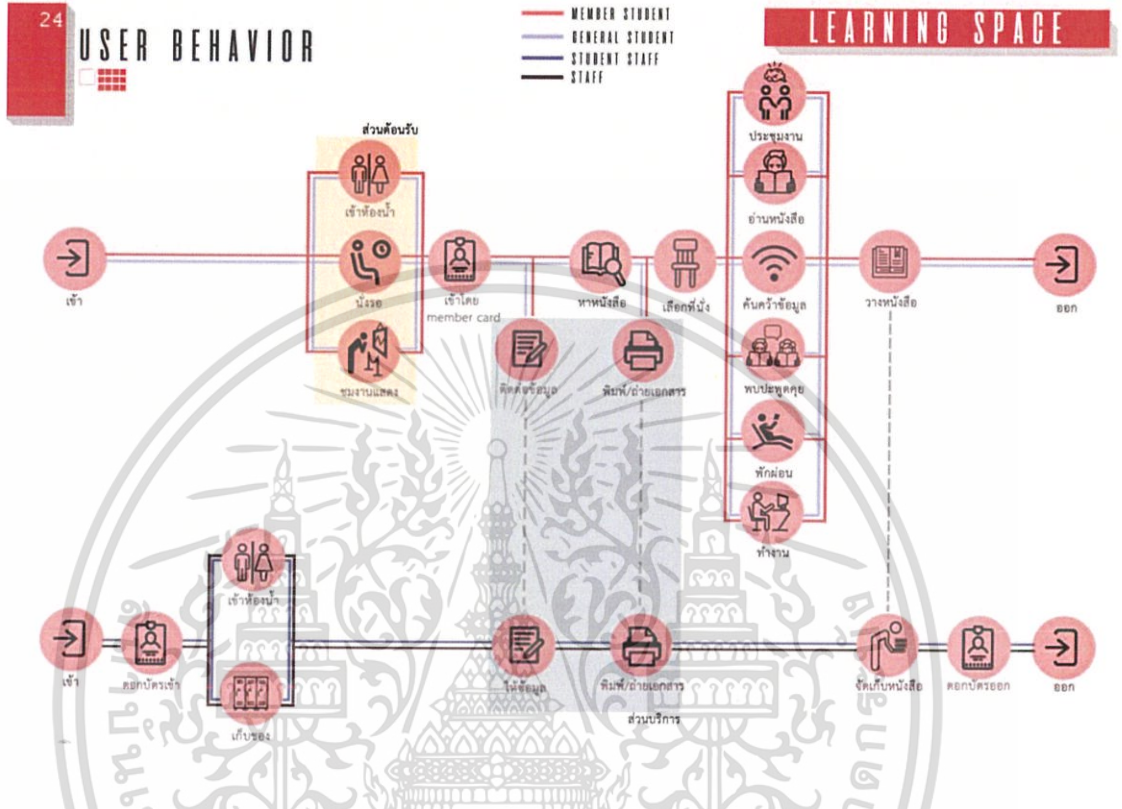 24
USER BEHAVIOR
MEMBER STUDENT
GENERAL STUDENT
STUDENT STAFF
STAFF
LEARNING SPACE
ส่วนต้อนรับ
เข้าห้องน้ำ
นั่งรอ
ชมงานแสดง
เข้า
เข้าโดย
member card
ติดต่อข้อมูล
หาหนังสือ
พิมพ์/ถ่ายเอกสาร
เลือกที่นั่ง
ประชุมงาน
อ่านหนังสือ
ค้นคว้าข้อมูล
พบปะพูดคุย
พักผ่อน
ทำงาน
วางหนังสือ
ออก
เข้า
ตอกบัตรเข้า
เข้าห้องน้ำ
เก็บของ
ให้ข้อมูล
พิมพ์/ถ่ายเอกสาร
ส่วนบริการ
จัดเก็บหนังสือ
ตอกบัตรออก
ออก